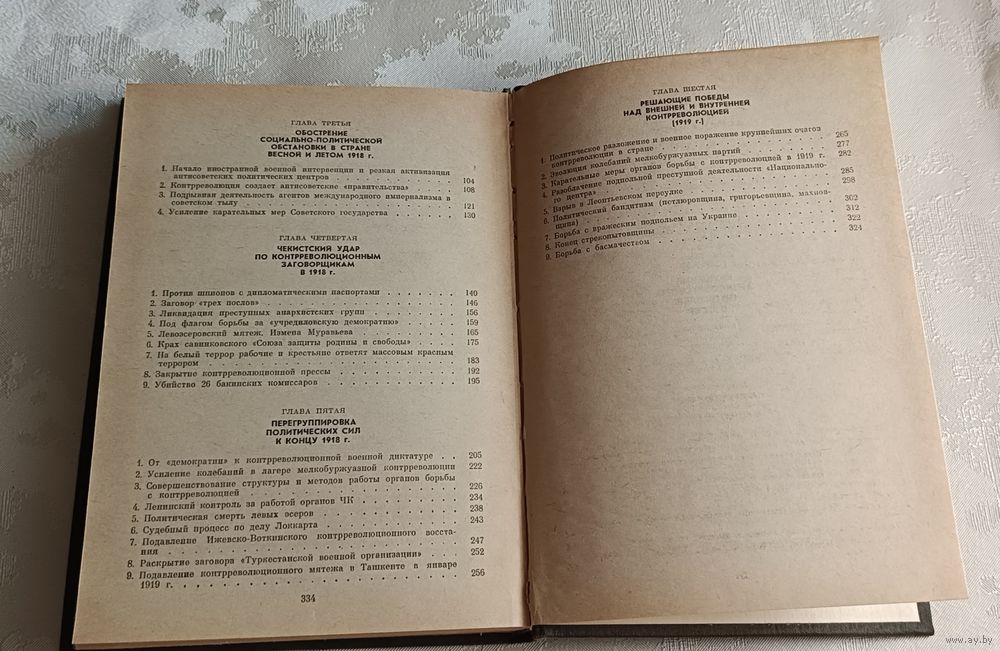 ГЛАВА ТРЕТЬЯ
ОБОСТРЕНИЕ
СОЦИАЛЬНО-ПОЛИТИЧЕСКОЙ
ОБСТАНОВКИ В СТРАНЕ
ВЕСНОЙ И ЛЕТОМ 1918 г.
1. Начало иностранной военной интервенции и резкая активизация
антисоветских политических центров 104
2. Контрреволюция создает антисоветские «правительства» 108
3. Подрывная деятельность агентов международного империализма в
советском тылу 121
4. Усиление карательных мер Советского государства 130
ГЛАВА ЧЕТВЕРТАЯ
ЧЕКИСТСКИЙ УДАР
ПО КОНТРРЕВОЛЮЦИОННЫМ
ЗАГОВОРЩИКАМ
В 1918 г.
1. Против шпионов с дипломатическими паспортами 140
2. Заговор «трех послов» 146
3. Ликвидация преступных анархистских групп 156
4. Под флагом борьбы за «учредиловскую демократию» 159
5. Левоэсеровский мятеж. Измена Муравьева 165
6. Крах савинковского «Союза защиты родины и свободы» 175
7. На белый террор рабочие и крестьяне ответят массовым красным
террором 183
8. Закрытие контрреволюционной прессы 192
9. Убийство 26 бакинских комиссаров 195
ГЛАВА ПЯТАЯ
ПЕРЕГРУППИРОВКА
ПОЛИТИЧЕСКИХ СИЛ
К КОНЦУ 1918 г.
1. От «демократии» к контрреволюционной военной диктатуре 205
2. Усиление колебаний в лагере мелкобуржуазной контрреволюции 222
3. Совершенствование структуры и методов работы органов борьбы
с контрреволюцией 226
4. Ленинский контроль за работой органов ЧК 234
5. Политическая смерть левых эсеров 238
6. Судебный процесс по делу Локкарта 243
7. Подавление Ижевско-Воткинского контрреволюционного восста-
ния 247
8. Раскрытие заговора «Туркестанской военной организации» 252
9. Подавление контрреволюционного мятежа в Ташкенте в январе
1919 г. 256
334
ГЛАВА ШЕСТАЯ
РЕШАЮЩИЕ ПОБЕДЫ
НАД ВНЕШНЕЙ И ВНУТРЕННЕЙ
КОНТРРЕВОЛЮЦИЕЙ
(1919 г.)
1. Политическое разложение и военное поражение крупнейших очагов
контрреволюции в стране 265
2. Эволюция колебаний мелкобуржуазных партий 277
3. Карательные меры органов борьбы с контрреволюцией в 1919 г. 282
4. Разоблачение подпольной преступной деятельности «Национально-
го центра» 285
5. Взрыв в Леонтьевском переулке 298
6. Политический бандитизм (петлюровщина, григорьевщина, махнов-
щина) 302
7. Борьба с вражеским подпольем на Украине 312
8. Конец стрекопытовщины 322
9. Борьба с басмачеством 324
www.ay.by